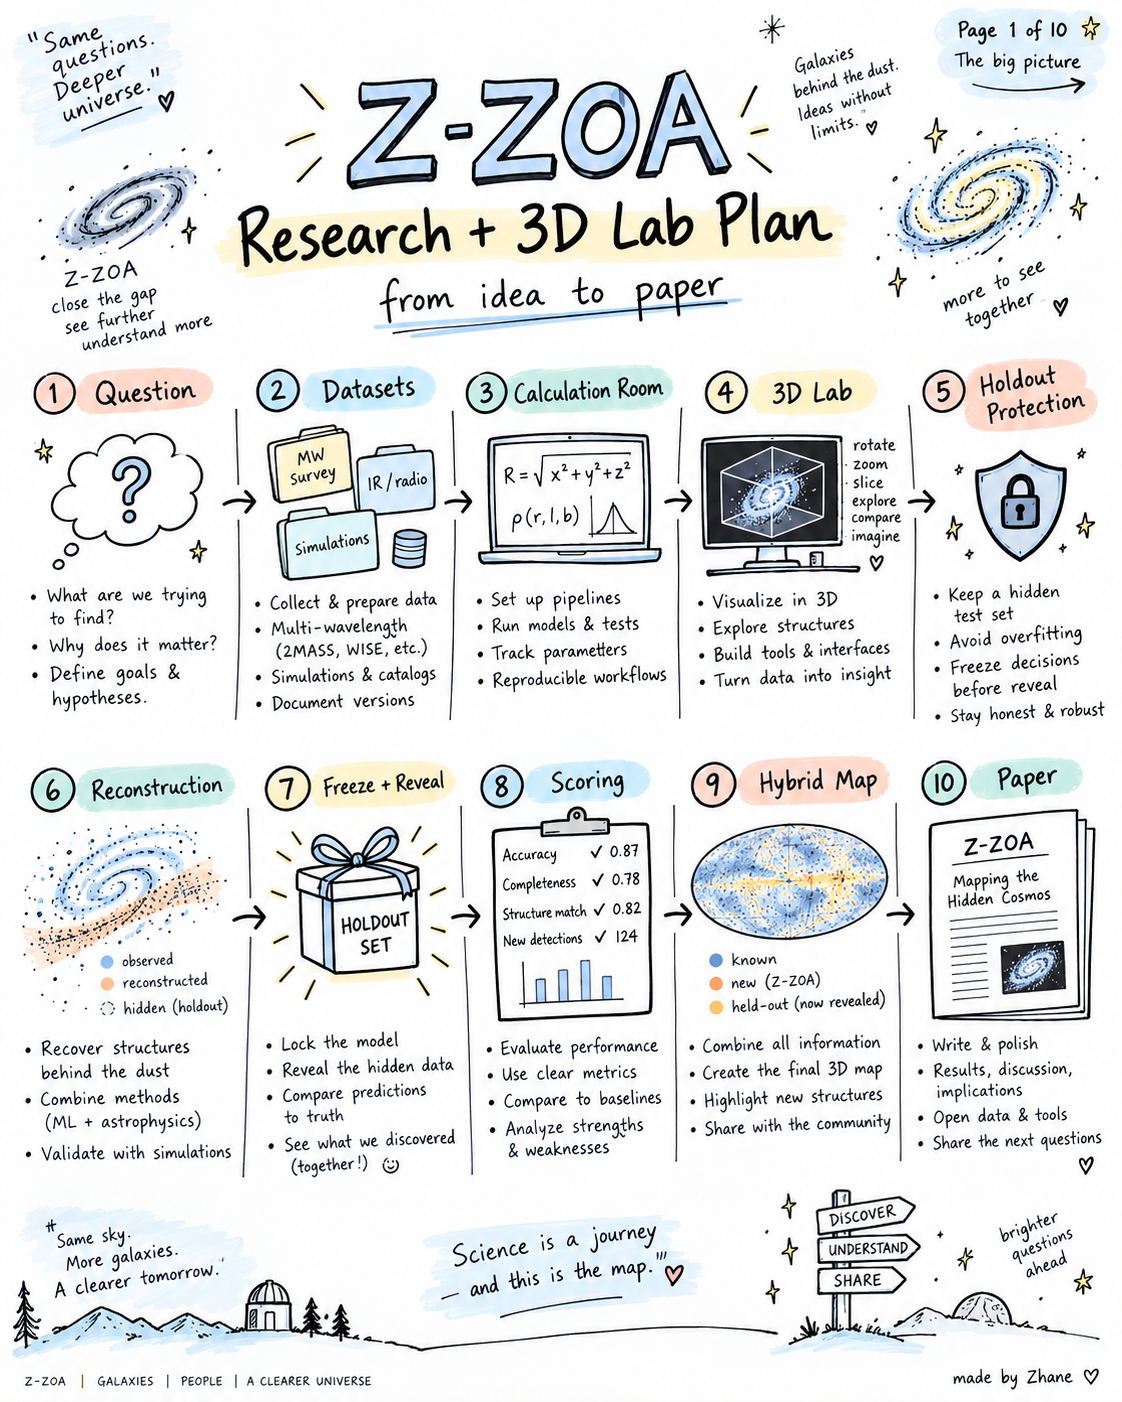 "Same
questions.
Deeper
universe."
Galaxies
behind the dust.
Ideas without
limits."
Page 1 of 10
The big picture
Z-ZOA
Research + 3D Lab Plan
from idea to paper
Z-ZOA
close the gap
see further
understand more
more to see
together
1 Question
What are we trying
to find?
• Why does it matter?
• Define goals &
hypotheses.
2 Datasets
MW
survey
IR/radio
Simulations
• Collect & prepare data
• Multi-wavelength
(2MASS, WISE, etc.)
• Simulations & catalogs
• Document versions
3 Calculation Room
R = √x² + y² + z²
ρ(r, l, b)
• Set up pipelines
• Run models & tests
• Track parametters
• Reproducible workflows
4 3D Lab
rotate
zoom
slice
explore
compare
imagine
• Visualize in 3D
• Explore structures
• Build tools & interfaces
• Turn data into insight
5 Holdout
Protection
• Keep a hidden
test set
• Avoid overfitting
• Freeze decisions
before reveal
• Stay honest & robust
6 Reconstruction
observed
reconstructed
hidden (holdout)
• Recover structures
behind the dust
• Combine methods
(ML + astrophysics)
• Validate with simulations
7 Freeze + Reveal
HOLDOUT
SET
• Lock the model
• Reveal the hidden data
• Compare predictions
to truth
• See what we discovered
(together!)
8 Scoring
Accuracy ✓ 0.87
Completeness ✓ 0.78
Structure match ✓ 0.82
New detections ✓ 124
• Evaluate performance
• Use clear metrics
• Compare to baselines
• Analyze strengths
& weaknesses
9 Hybrid Map
known
new (Z-ZOA)
held-out (now revealed)
• Combine all information
• Create the final 3D map
• Highlight new structures
• Share with the community
10 Paper
Z-ZOA
Mapping the
Hidden Cosmos
• Write & polish
• Results, discussion,
implications
• Open data & tools
• Share the next questions
"Same sky.
More galaxies.
A clearer tomorrow."
Science is a journey
— and this is the map."
DISCOVER
UNDERSTAND
SHARE
brighter
questions
ahead
Z-ZOA | GALAXIES | PEOPLE | A CLEARER UNIVERSE
made by Zhane